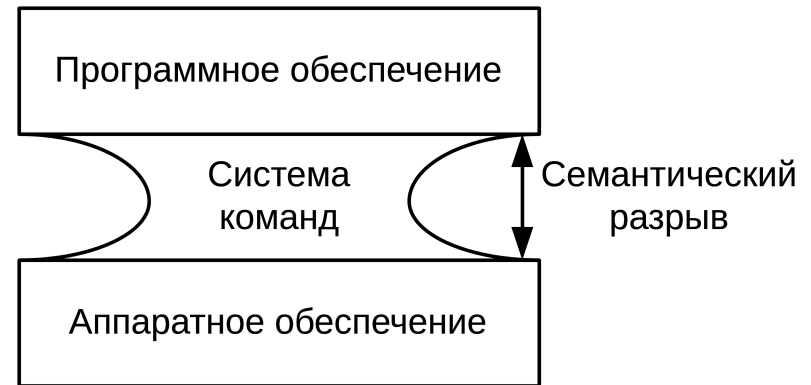 Программное обеспечение
Система
команд
Семантический
разрыв
Аппаратное обеспечение